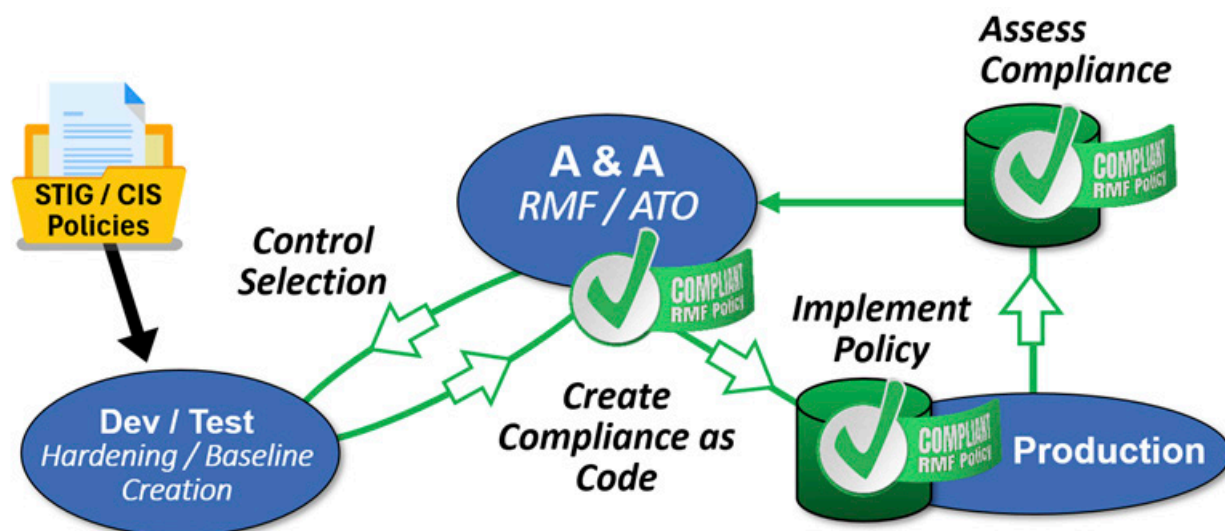 Assess
Compliance
COMPLIANT
RMF Policy
STIG / CIS
Policies
A & A
RMF / ATO
COMPLIANT
RMF Policy
Control
Selection
Implement
Policy
Create
Compliance as
Code
Dev / Test
Hardening / Baseline
Creation
COMPLIANT
RMF Policy
Production